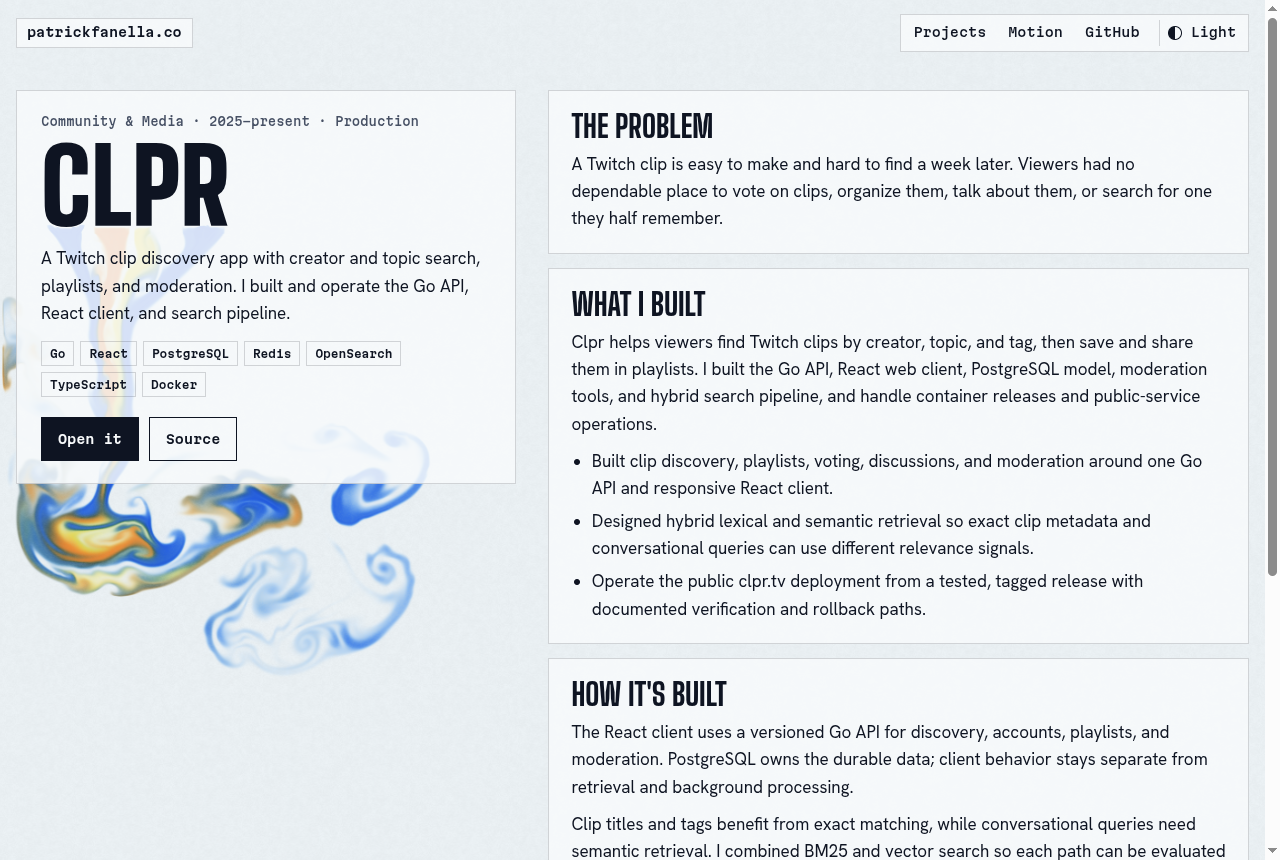 patrickfanella.co
Projects Motion GitHub Light
Community & Media · 2025–present · Production
CLPR
A Twitch clip discovery app with creator and topic search,
playlists, and moderation. I built and operate the Go API,
React client, and search pipeline.
Go React PostgreSQL Redis OpenSearch
TypeScript Docker
Open it Source
THE PROBLEM
A Twitch clip is easy to make and hard to find a week later. Viewers had no
dependable place to vote on clips, organize them, talk about them, or search for one
they half remember.
WHAT I BUILT
Clpr helps viewers find Twitch clips by creator, topic, and tag, then save and share
them in playlists. I built the Go API, React web client, PostgreSQL model, moderation
tools, and hybrid search pipeline, and handle container releases and public-service
operations.
• Built clip discovery, playlists, voting, discussions, and moderation around one Go
API and responsive React client.
• Designed hybrid lexical and semantic retrieval so exact clip metadata and
conversational queries can use different relevance signals.
• Operate the public clpr.tv deployment from a tested, tagged release with
documented verification and rollback paths.
HOW IT'S BUILT
The React client uses a versioned Go API for discovery, accounts, playlists, and
moderation. PostgreSQL owns the durable data; client behavior stays separate from
retrieval and background processing.
Clip titles and tags benefit from exact matching, while conversational queries need
semantic retrieval. I combined BM25 and vector search so each path can be evaluated